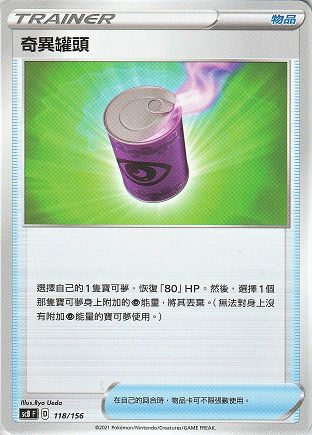 TRAINER 物品
奇異罐頭
選擇自己的1隻寶可夢,恢復「80」HP。然後,選擇1個
那隻寶可夢身上附加的能量,將其丟棄。(無法對身上沒
有附加能量的寶可夢使用。)
Illus.Ryo Ueda
scD F D 118/156
在自己的回合時,物品卡可不限張數使用。
©2021 Pokémon/Nintendo/Creatures/GAME FREAK.